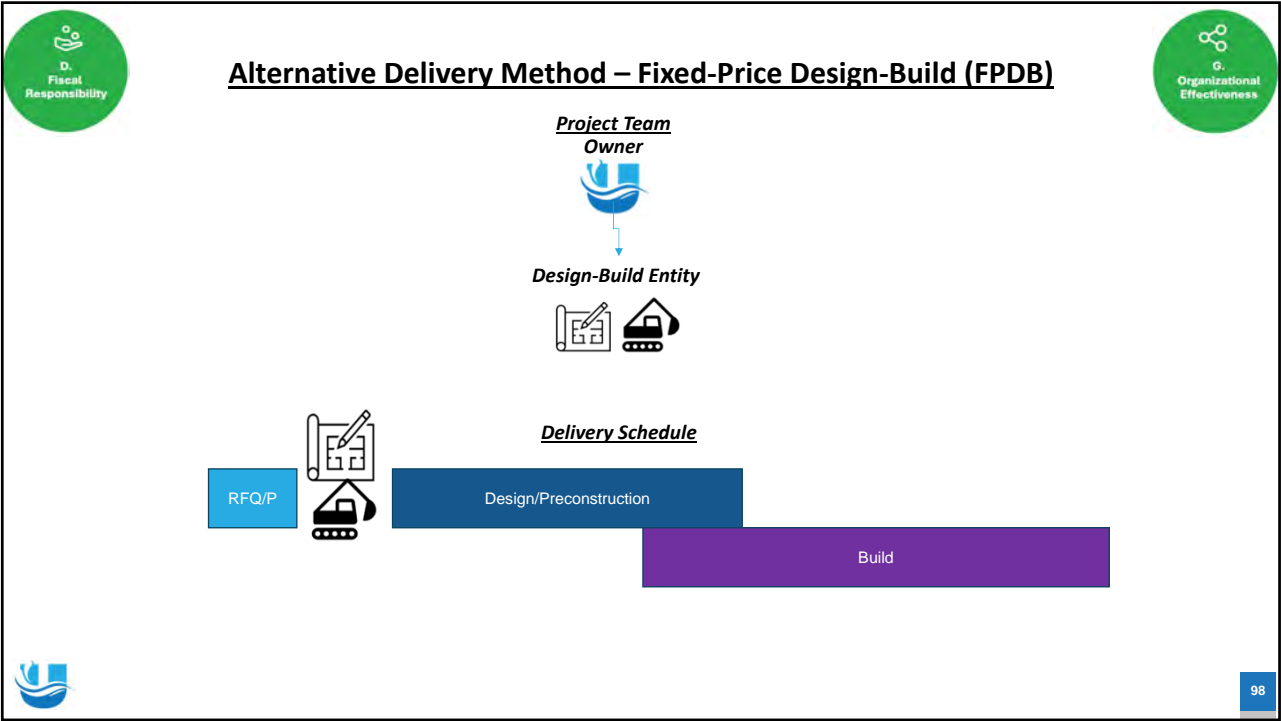 D.
Fiscal
Responsibility
Alternative Delivery Method – Fixed-Price Design-Build (FPDB)
G.
Organizational
Effectiveness
Project Team
Owner
Design-Build Entity
Delivery Schedule
RFQ/P
Design/Preconstruction
Build
98